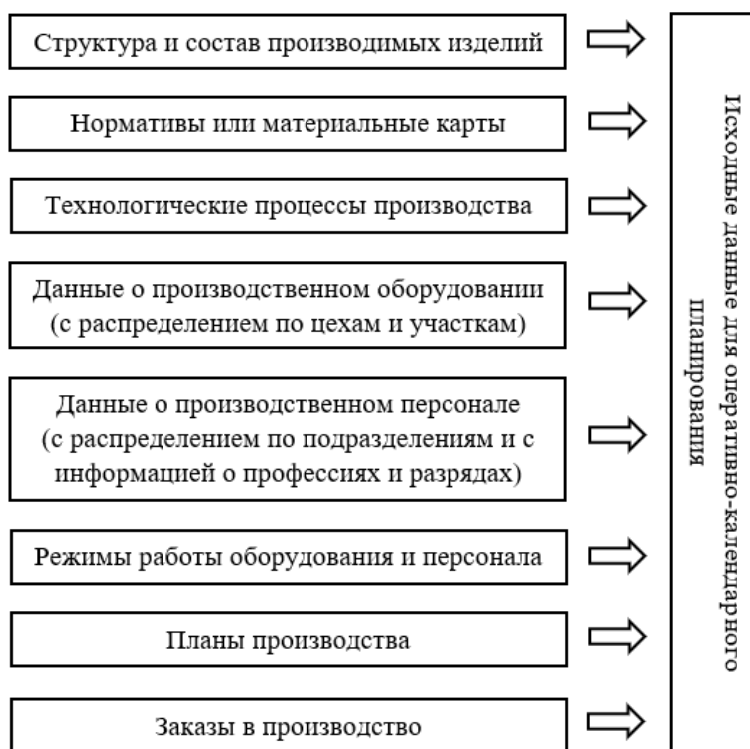 Структура и состав производимых изделий
Нормативы или материальные карты
Технологические процессы производства
Данные о производственном оборудовании
(с распределением по цехам и участкам)
Данные о производственном персонале
(с распределением по подразделениям и с
информацией о профессиях и разрядах)
Режимы работы оборудования и персонала
Планы производства
Заказы в производство
Исходные данные для оперативно-календарного
планирования